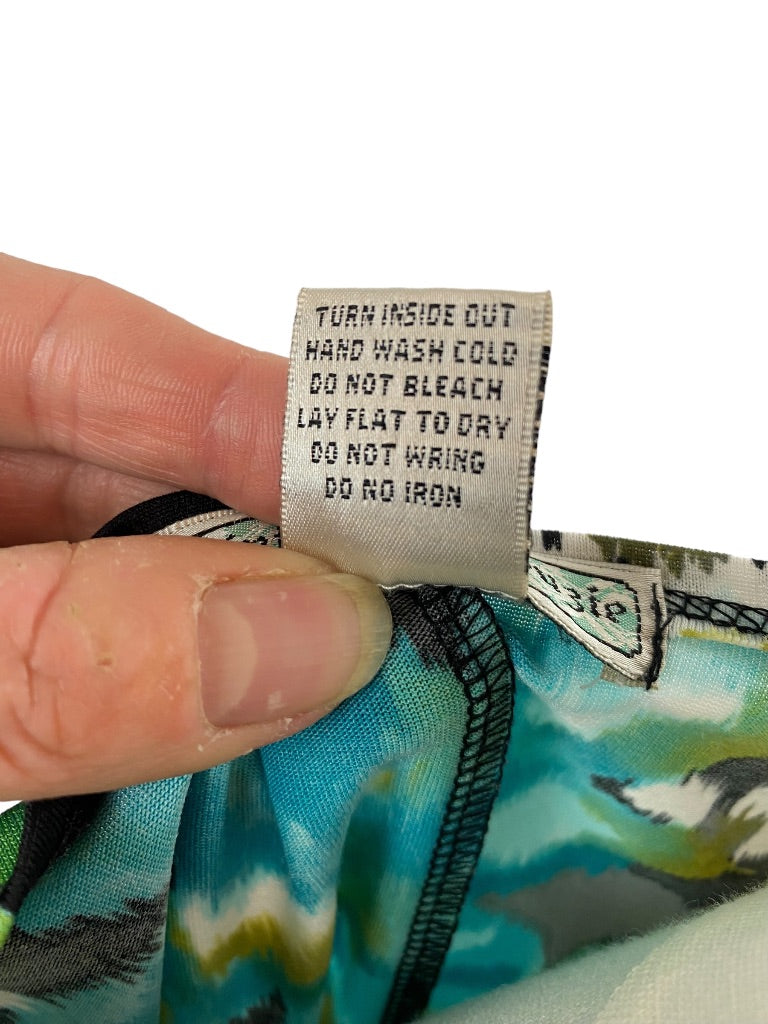 TURN INSIDE OUT
HAND WASH COLD
DO NOT BLEACH
LAY FLAT TO DRY
DO NOT WRING
DO NO IRON